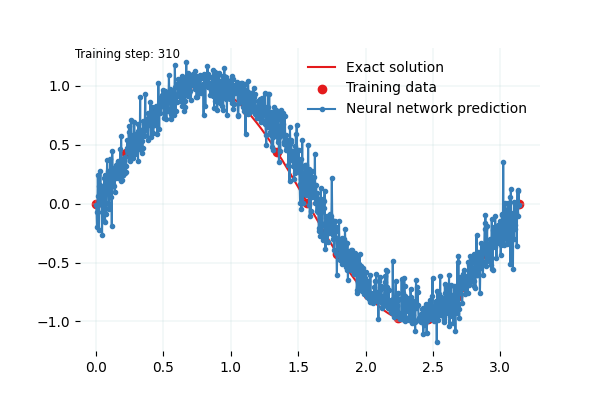 Training step: 310
Exact solution
Training data
Neural network prediction
1.0
0.5
0.0
−0.5
−1.0
0.0 0.5 1.0 1.5 2.0 2.5 3.0